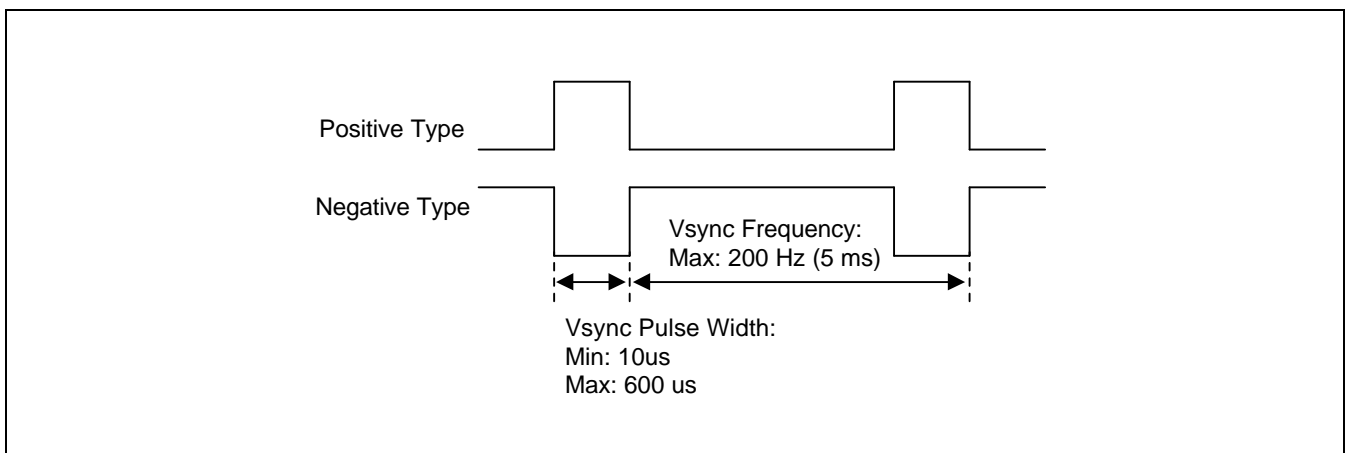 Positive Type
Negative Type
Vsync Frequency:
Max: 200 Hz (5 ms)
Vsync Pulse Width:
Min: 10us
Max: 600 us